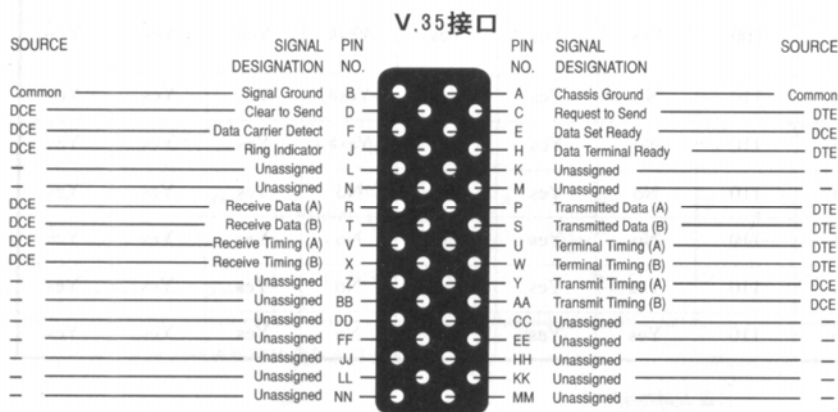 V.35接口
SOURCE SIGNAL DESIGNATION PIN NO. PIN NO. SIGNAL DESIGNATION SOURCE
Common Signal Ground B A Chassis Ground Common
DCE Clear to Send D C Request to Send DTE
DCE Data Carrier Detect F E Data Set Ready DCE
DCE Ring Indicator J H Data Terminal Ready DTE
– Unassigned L K Unassigned –
– Unassigned N M Unassigned –
DCE Receive Data (A) R P Transmitted Data (A) DTE
DCE Receive Data (B) T S Transmitted Data (B) DTE
DCE Receive Timing (A) V U Terminal Timing (A) DTE
DCE Receive Timing (B) X W Terminal Timing (B) DTE
– Unassigned Z Y Transmit Timing (A) DCE
– Unassigned BB AA Transmit Timing (B) DCE
– Unassigned DD CC Unassigned –
– Unassigned FF EE Unassigned –
– Unassigned JJ HH Unassigned –
– Unassigned LL KK Unassigned –
– Unassigned NN MM Unassigned –